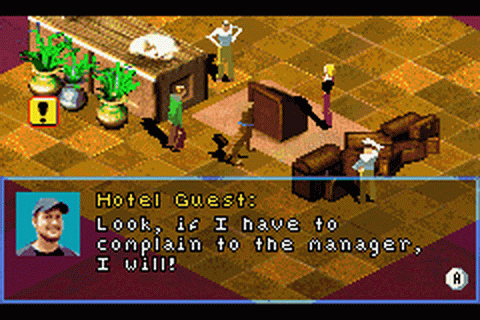 !
Hotel Guest:
Look, if I have to
complain to the manager,
I will!
A